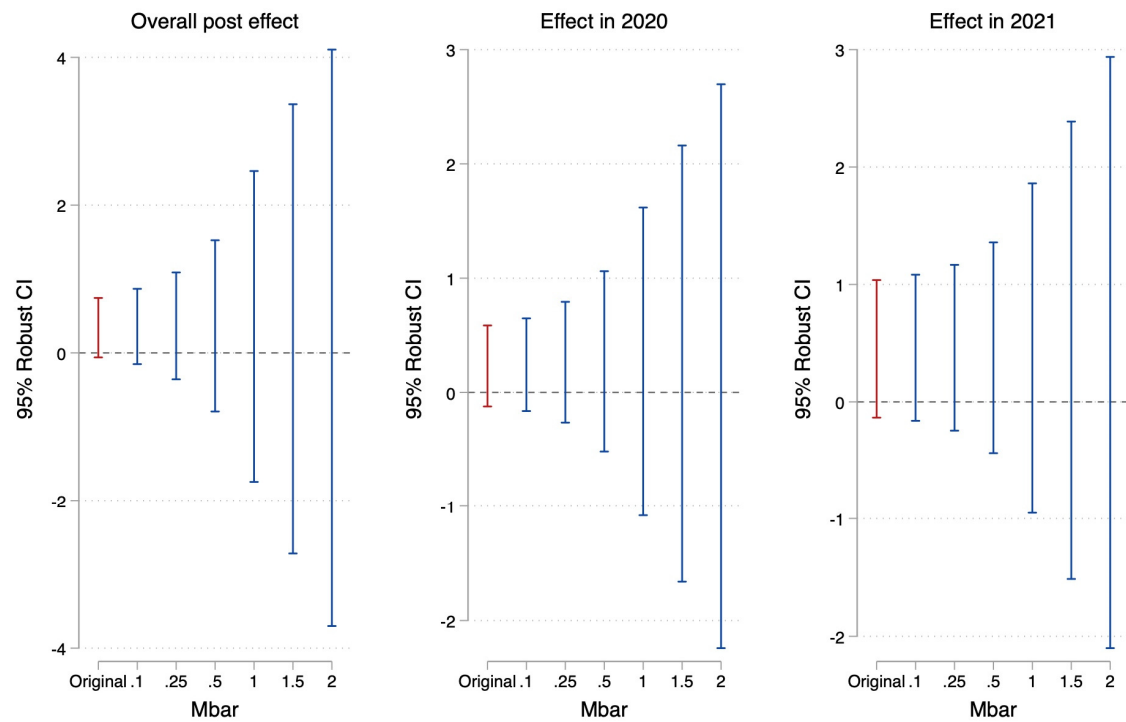 Overall post effect
95% Robust CI
4
2
0
-2
-4
Original .1 .25 .5 1 1.5 2
Mbar
Effect in 2020
95% Robust CI
3
2
1
0
-1
-2
Original .1 .25 .5 1 1.5 2
Mbar
Effect in 2021
95% Robust CI
3
2
1
0
-1
-2
Original .1 .25 .5 1 1.5 2
Mbar